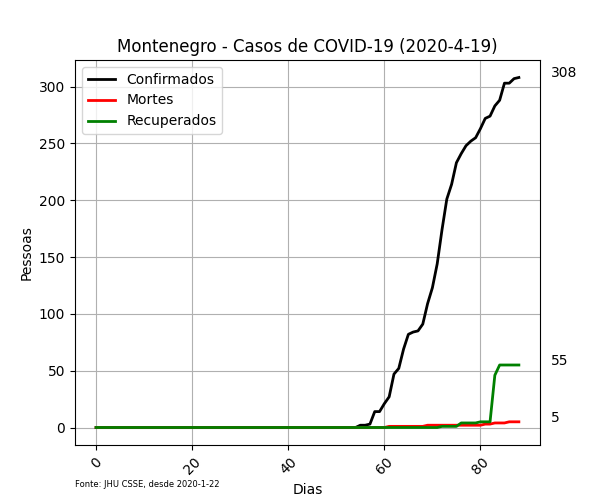 Montenegro - Casos de COVID-19 (2020-4-19)
Confirmados
Mortes
Recuperados
308
55
5
300
250
200
150
100
50
0
Pessoas
0
20
40
60
80
Dias
Fonte: JHU CSSE, desde 2020-1-22